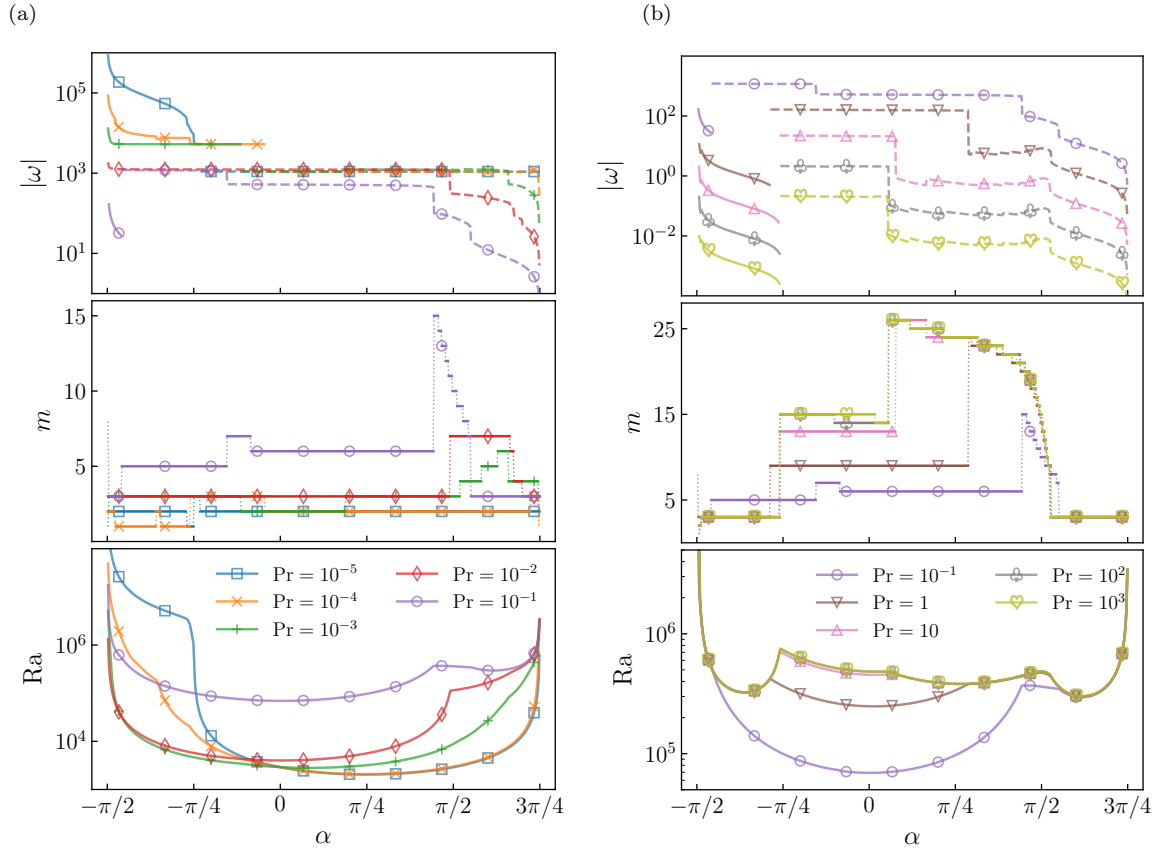 (a)
(b)
10^5
10^3
10^1
|ω|
10^2
10^0
10^{-2}
|ω|
15
10
5
m
25
15
5
m
Pr = 10^{-5}
Pr = 10^{-4}
Pr = 10^{-3}
Pr = 10^{-2}
Pr = 10^{-1}
10^6
10^4
Ra
Pr = 10^{-1}
Pr = 1
Pr = 10
Pr = 10^2
Pr = 10^3
10^6
10^5
Ra
−π/2 −π/4 0 π/4 π/2 3π/4
α
−π/2 −π/4 0 π/4 π/2 3π/4
α